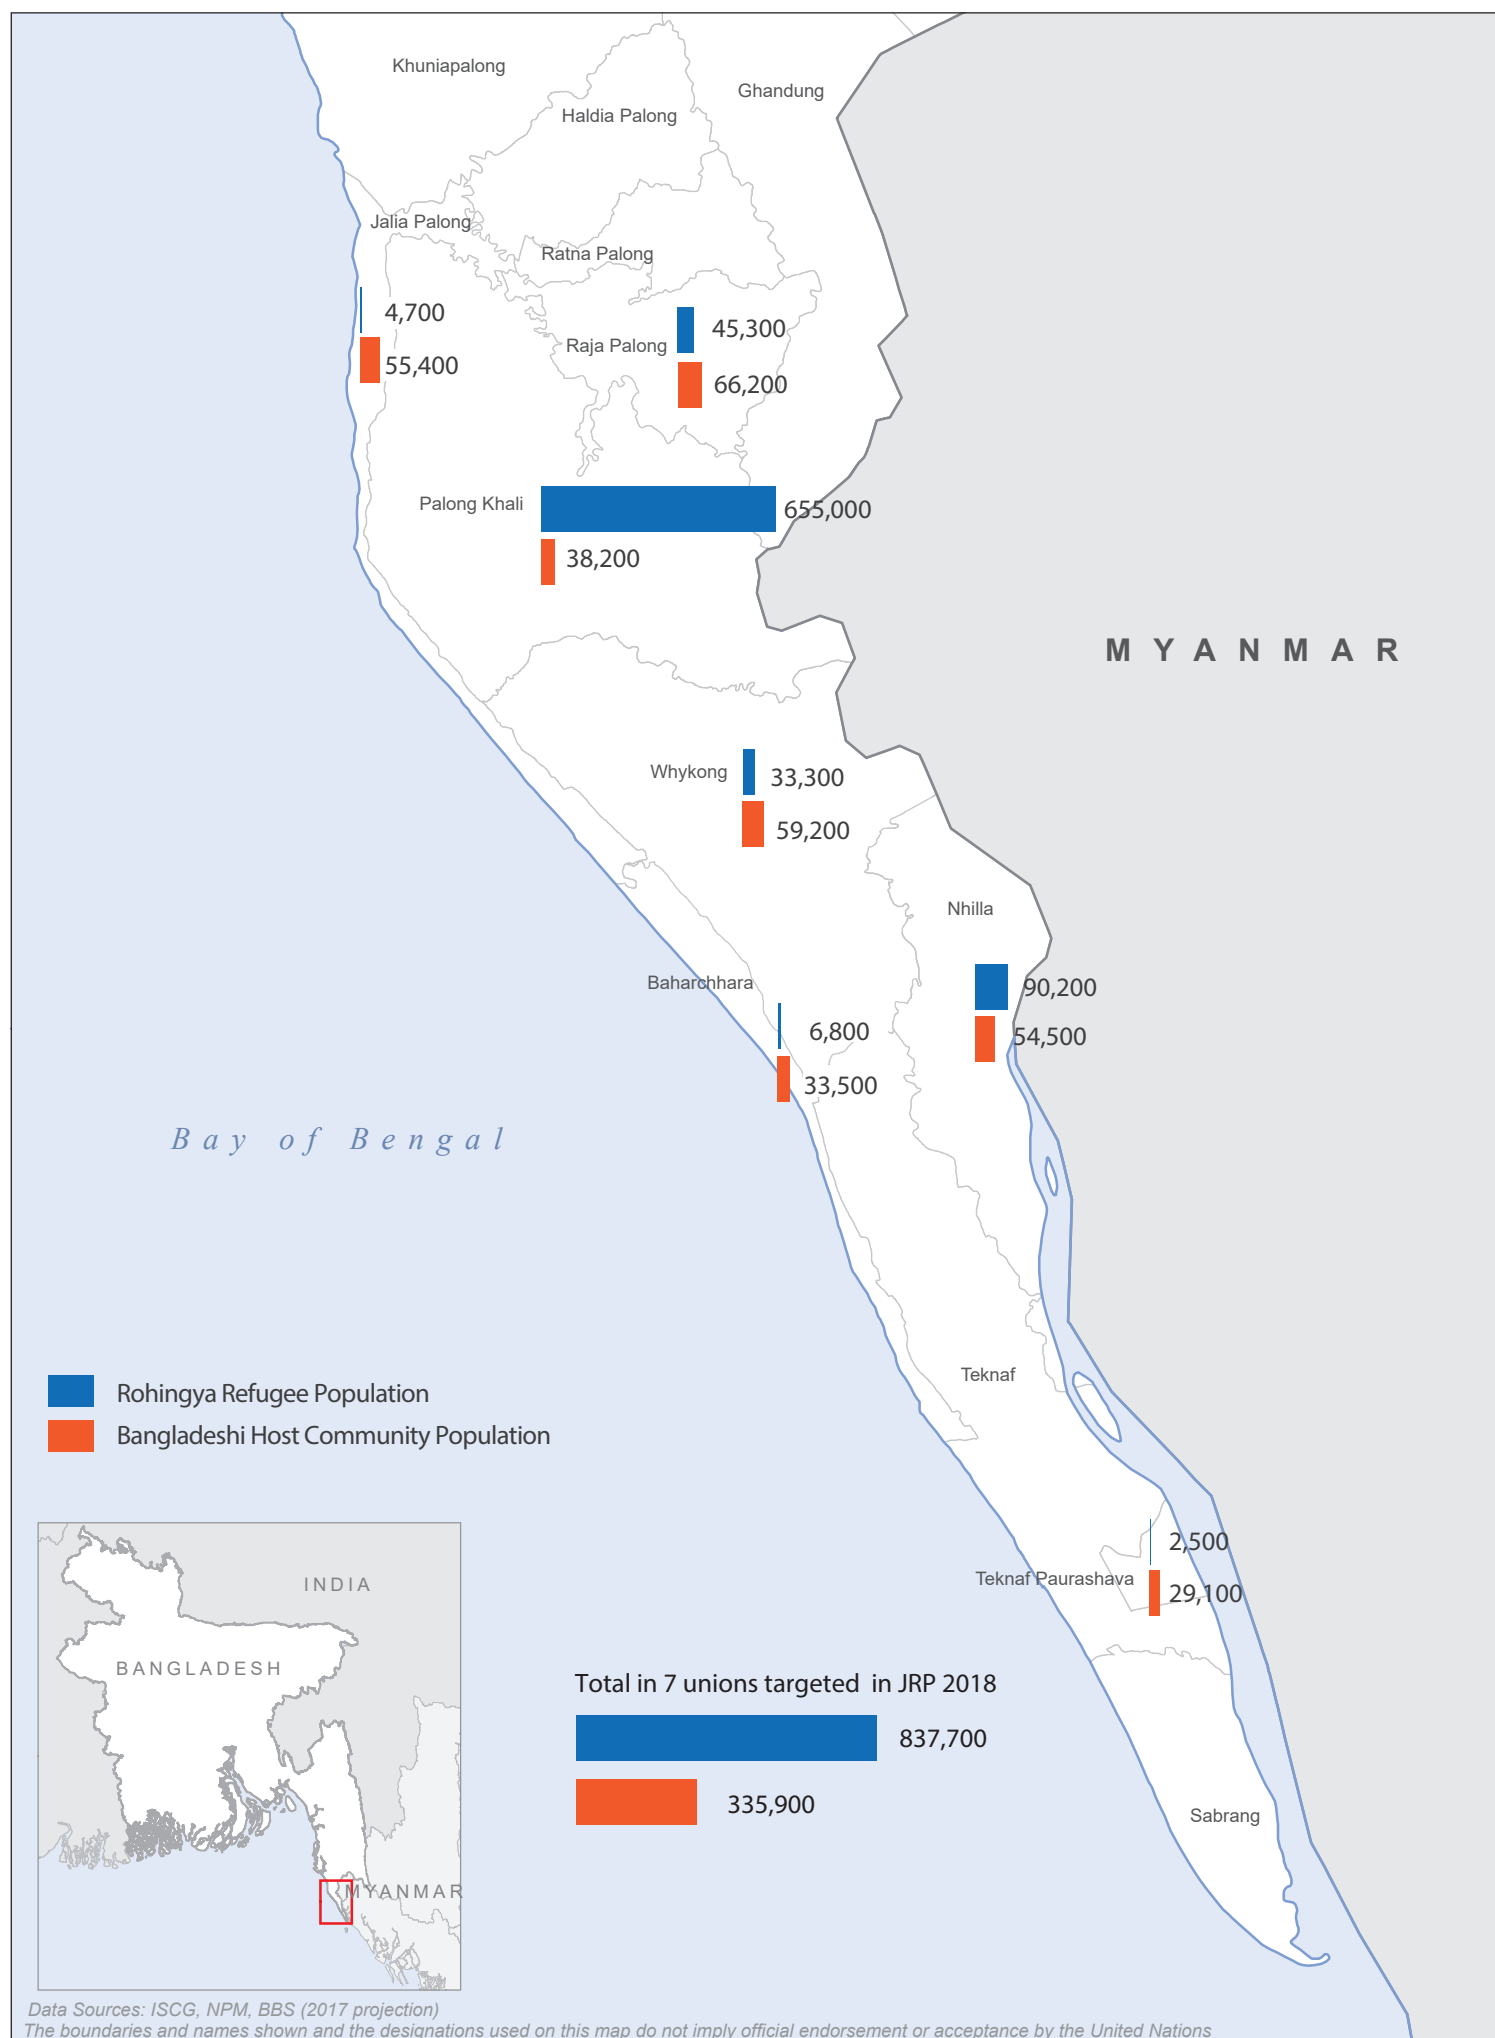 Khuniapalong
Ghandung
Haldia Palong
Jalia Palong
Ratna Palong
4,700
45,300
Raja Palong
55,400
66,200
Palong Khali
655,000
38,200
MYANMAR
Whykong
33,300
59,200
Nhilla
Baharchhara
90,200
6,800
54,500
33,500
Bay of Bengal
Teknaf
Rohingya Refugee Population
Bangladeshi Host Community Population
2,500
Teknaf Paurashava
29,100
INDIA
BANGLADESH
MYANMAR
Total in 7 unions targeted in JRP 2018
837,700
335,900
Sabrang
Data Sources: ISCG, NPM, BBS (2017 projection)
The boundaries and names shown and the designations used on this map do not imply official endorsement or acceptance by the United Nations